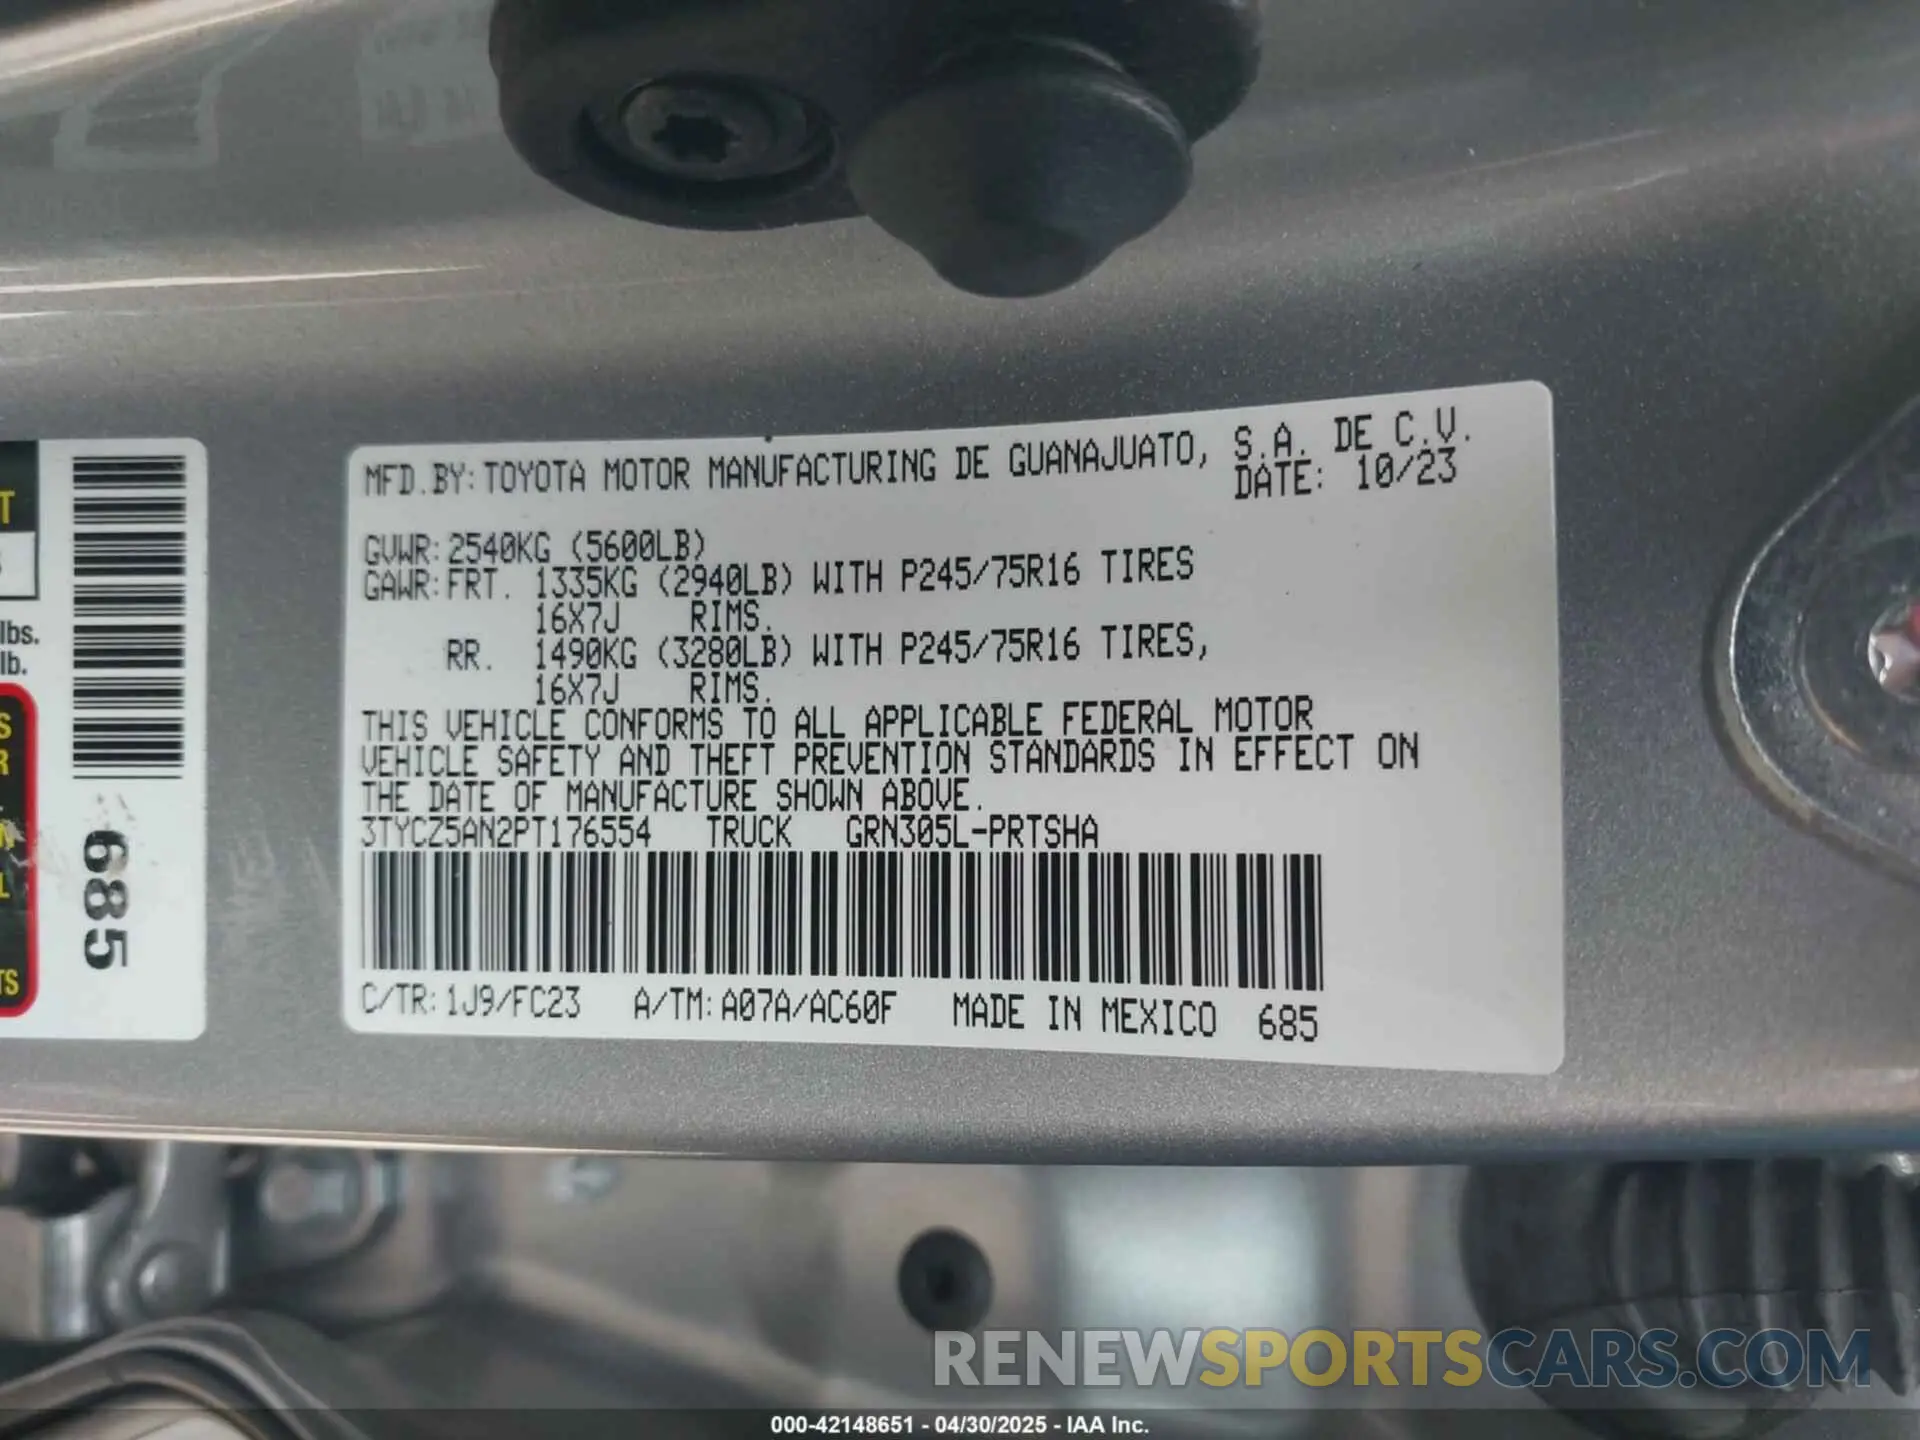 MFD.BY: TOYOTA MOTOR MANUFACTURING DE GUANAJUATO, S.A. DE C.V.
DATE: 10/23
GVWR: 2540KG (5600LB)
GAWR: FRT. 1335KG (2940LB) WITH P245/75R16 TIRES
16X7J RIMS.
RR. 1490KG (3280LB) WITH P245/75R16 TIRES,
16X7J RIMS.
THIS VEHICLE CONFORMS TO ALL APPLICABLE FEDERAL MOTOR
VEHICLE SAFETY AND THEFT PREVENTION STANDARDS IN EFFECT ON
THE DATE OF MANUFACTURE SHOWN ABOVE.
3TYCZ5AN2PT176554 TRUCK GRN305L-PRTSHA
C/TR: 1J9/FC23 A/TM: A07A/AC60F MADE IN MEXICO 685
lbs.
lb.
685
RENEWSPORTSCARS.COM
000-42148651 - 04/30/2025 - IAA Inc.